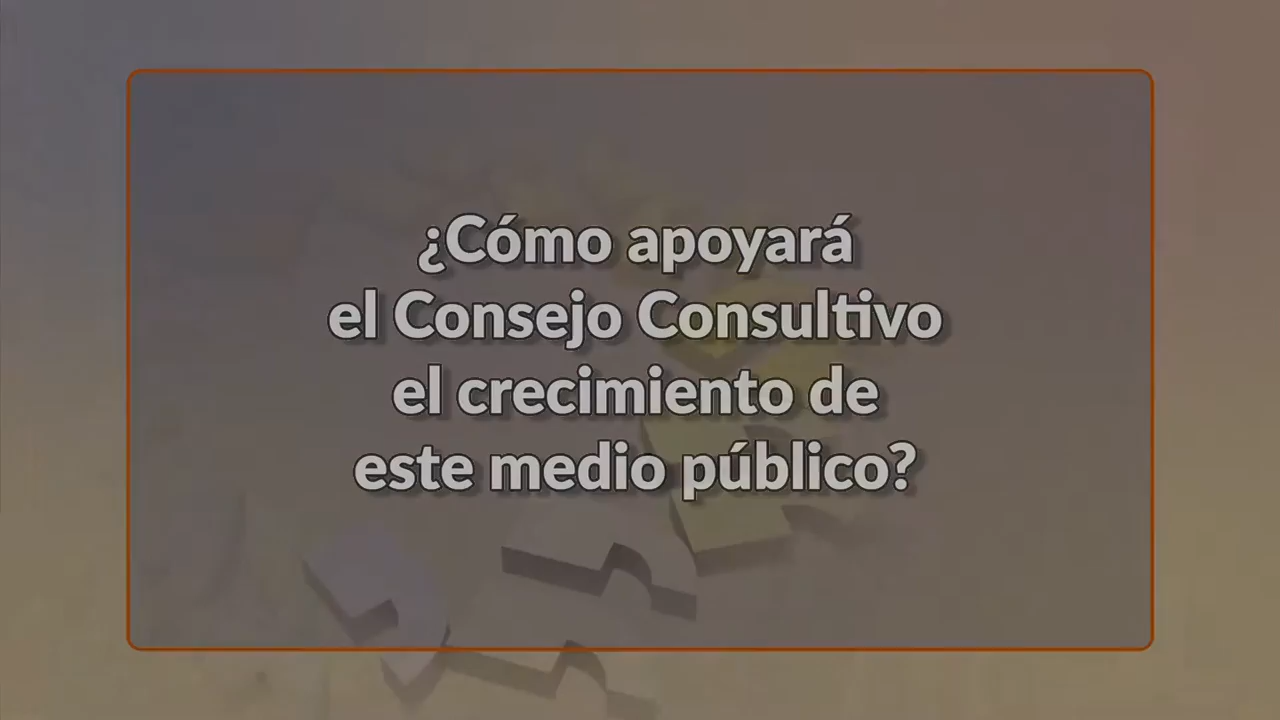 ¿Cómo apoyará
el Consejo Consultivo
el crecimiento de
este medio público?